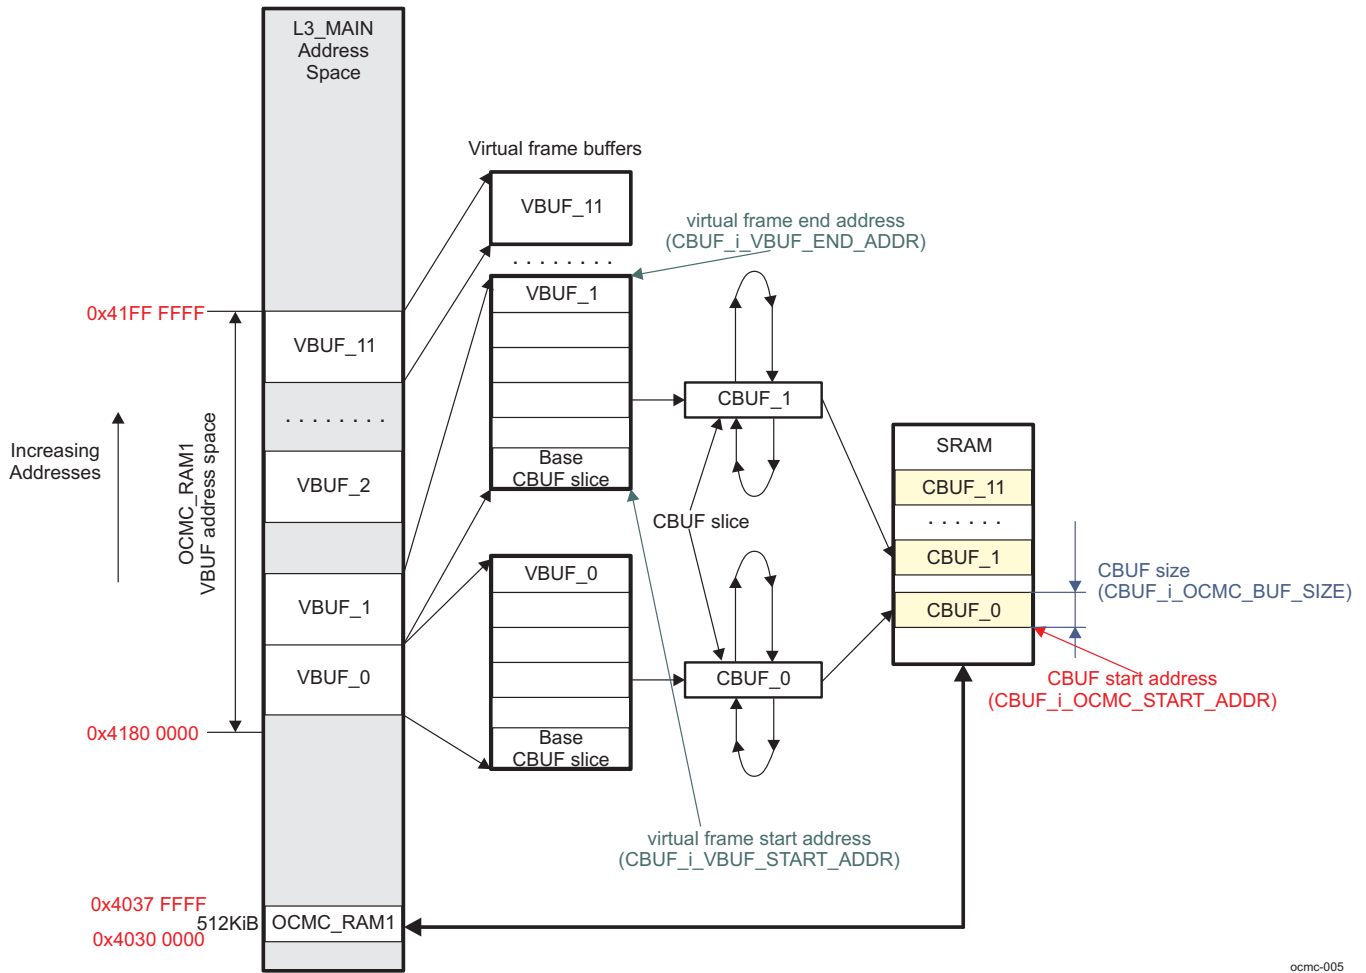 L3_MAIN
Address
Space
Virtual frame buffers
VBUF_11
virtual frame end address
(CBUF_i_VBUF_END_ADDR)
. . . . . . . .
VBUF_1
0x41FF FFFF
VBUF_11
CBUF_1
. . . . . . . .
Increasing
Addresses
OCMC_RAM1
VBUF address space
VBUF_2
Base
CBUF slice
SRAM
CBUF_11
. . . . . .
CBUF slice
CBUF_1
CBUF size
(CBUF_i_OCMC_BUF_SIZE)
VBUF_0
VBUF_1
CBUF_0
VBUF_0
CBUF_0
CBUF start address
(CBUF_i_OCMC_START_ADDR)
0x4180 0000
Base
CBUF slice
virtual frame start address
(CBUF_i_VBUF_START_ADDR)
0x4037 FFFF
512KiB
OCMC_RAM1
0x4030 0000
ocmc-005